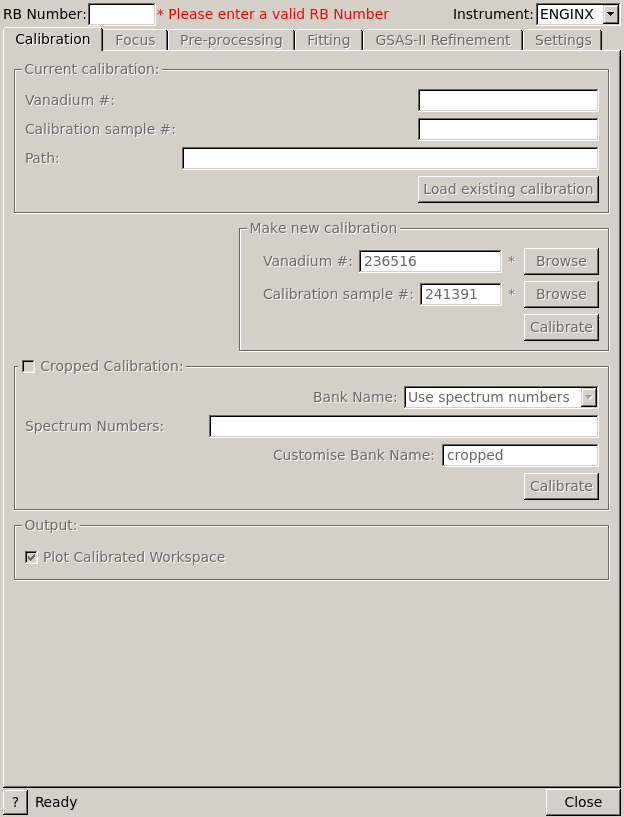 RB Number: * Please enter a valid RB Number Instrument: ENGINX
Calibration Focus Pre-processing Fitting GSAS-II Refinement Settings
Current calibration:
Vanadium #:
Calibration sample #:
Path:
Load existing calibration
Make new calibration
Vanadium #: 236516 * Browse
Calibration sample #: 241391 * Browse
Calibrate
Cropped Calibration:
Bank Name: Use spectrum numbers
Spectrum Numbers:
Customise Bank Name: cropped
Calibrate
Output:
Plot Calibrated Workspace
? Ready Close